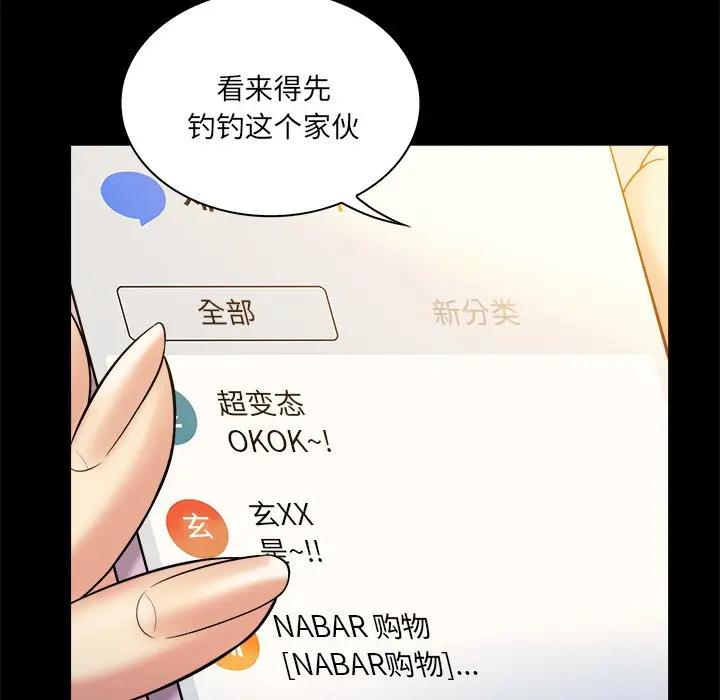 看来得先
钓钓这个家伙
全部
新分类
超变态
OKOK~!
玄
玄XX
是~!!
NABAR 购物
[NABAR购物]...